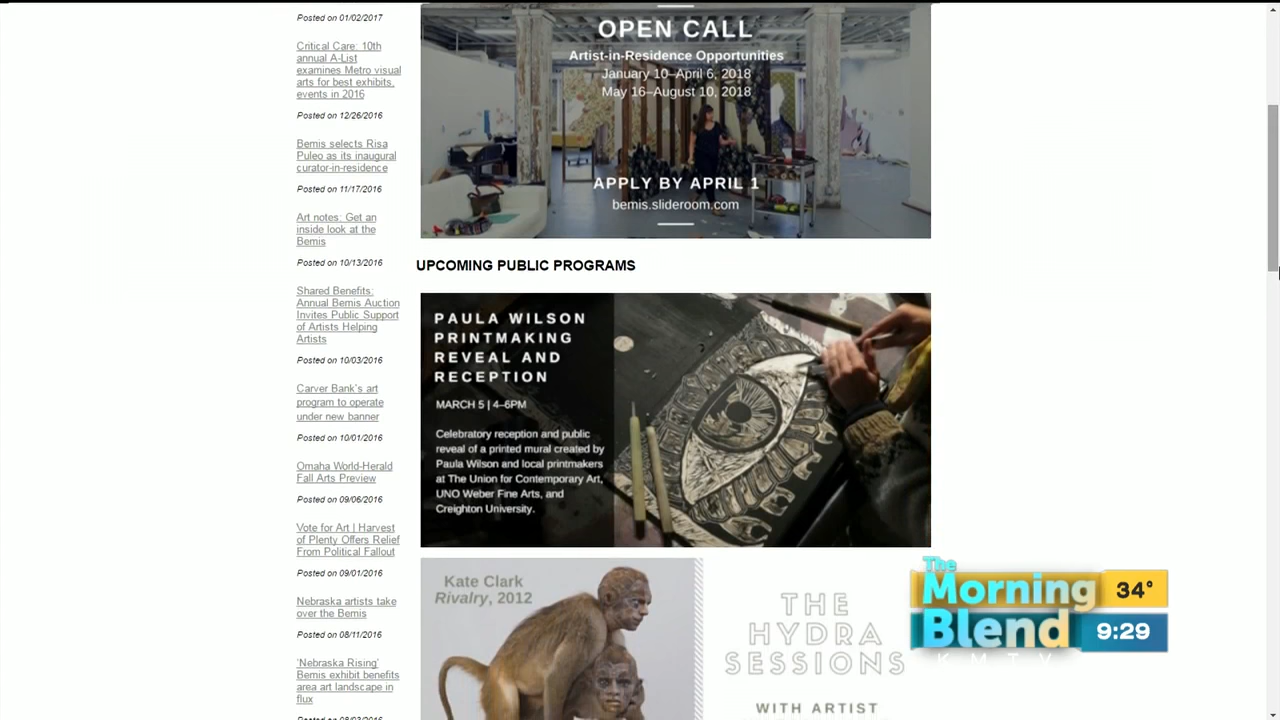 Posted on 01/02/2017
Critical Care: 10th
annual A-List
examines Metro visual
arts for best exhibits,
events in 2016
Posted on 12/26/2016
Bemis selects Risa
Puleo as its inaugural
curator-in-residence
Posted on 11/17/2016
Art notes: Get an
inside look at the
Bemis
Posted on 10/13/2016
Shared Benefits:
Annual Bemis Auction
Invites Public Support
of Artists Helping
Artists
Posted on 10/03/2016
Carver Bank's art
program to operate
under new banner
Posted on 10/01/2016
Omaha World-Herald
Fall Arts Preview
Posted on 09/06/2016
Vote for Art | Harvest
of Plenty Offers Relief
From Political Fallout
Posted on 09/01/2016
Nebraska artists take
over the Bemis
Posted on 08/11/2016
'Nebraska Rising'
Bemis exhibit benefits
area art landscape in
flux
Posted on 08/03/2016
OPEN CALL
Artist-in-Residence Opportunities
January 10–April 6, 2018
May 16–August 10, 2018
APPLY BY APRIL 1
bemis.slideroom.com
UPCOMING PUBLIC PROGRAMS
PAULA WILSON
PRINTMAKING
REVEAL AND
RECEPTION
MARCH 5 | 4–6PM
Celebratory reception and public
reveal of a printed mural created by
Paula Wilson and local printmakers
at The Union for Contemporary Art,
UNO Weber Fine Arts, and
Creighton University.
Kate Clark
Rivalry, 2012
THE
HYDRA
SESSIONS
WITH ARTIST
The
Morning
Blend
KMTV
34°
9:29